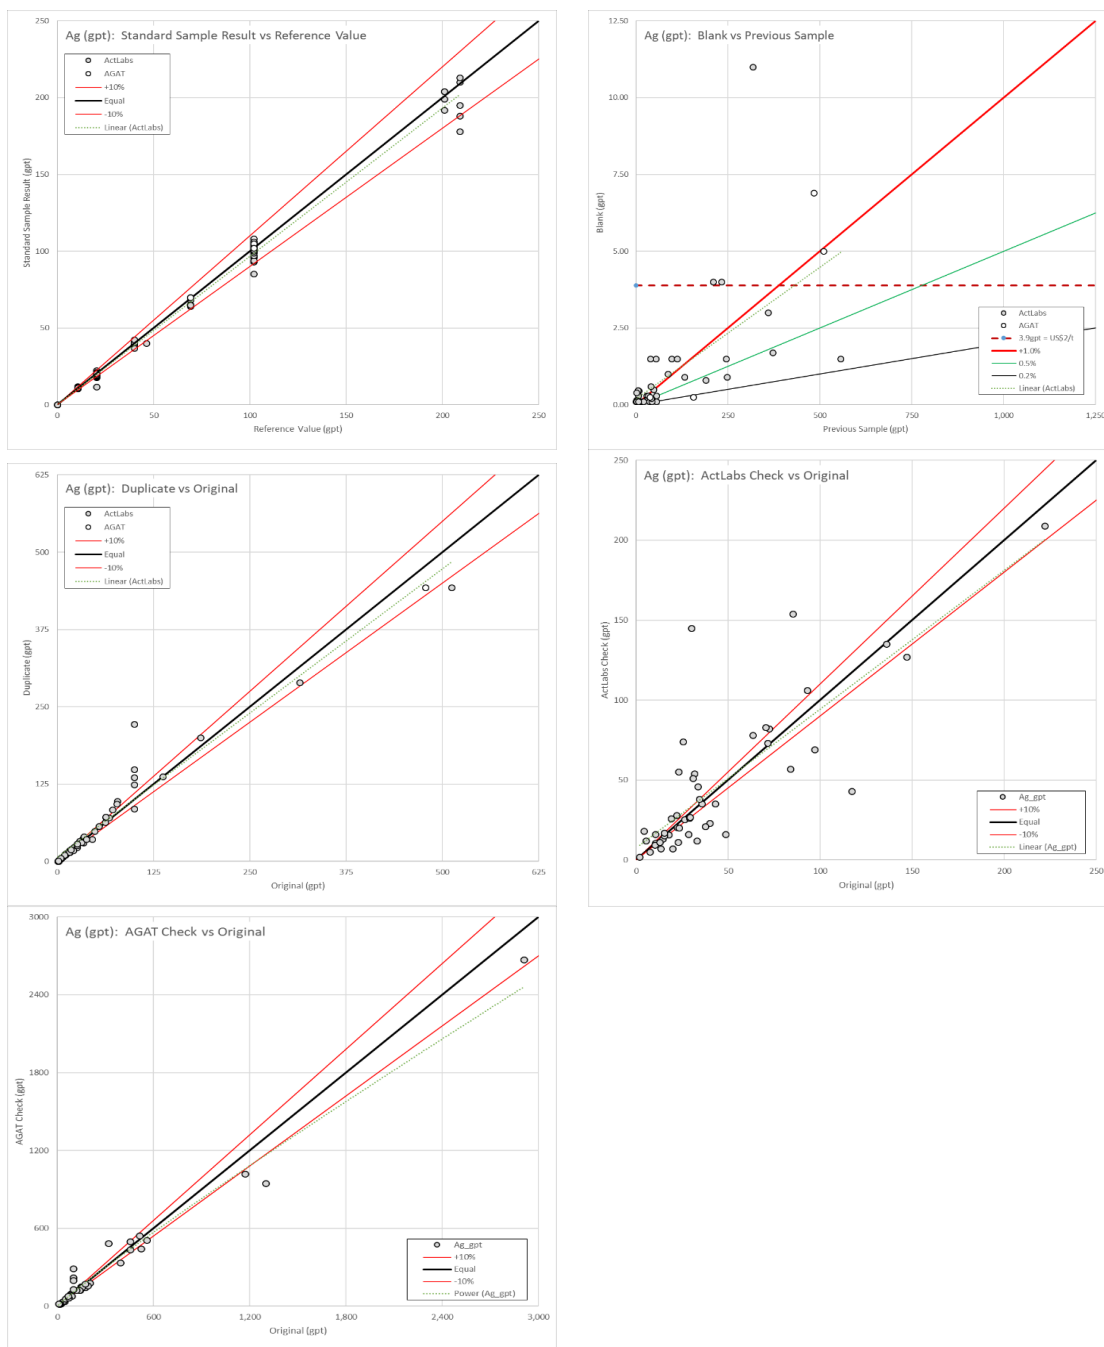 Ag (gpt): Standard Sample Result vs Reference Value
250
200
150
100
50
0
0 50 100 150 200 250
Standard Sample Result (gpt)
Reference Value (gpt)
ActLabs
AGAT
+10%
Equal
-10%
Linear (ActLabs)
Ag (gpt): Blank vs Previous Sample
12.50
10.00
7.50
5.00
2.50
0.00
0 250 500 750 1,000 1,250
Blank (gpt)
Previous Sample (gpt)
ActLabs
AGAT
3.9gpt = US$2/t
+1.0%
0.5%
0.2%
Linear (ActLabs)
Ag (gpt): Duplicate vs Original
625
500
375
250
125
0
0 125 250 375 500 625
Duplicate (gpt)
Original (gpt)
ActLabs
AGAT
+10%
Equal
-10%
Linear (ActLabs)
Ag (gpt): ActLabs Check vs Original
250
200
150
100
50
0
0 50 100 150 200 250
ActLabs Check (gpt)
Original (gpt)
Ag_gpt
+10%
Equal
-10%
Linear (Ag_gpt)
Ag (gpt): AGAT Check vs Original
3000
2400
1800
1200
600
0
0 600 1,200 1,800 2,400 3,000
AGAT Check (gpt)
Original (gpt)
Ag_gpt
+10%
Equal
-10%
Power (Ag_gpt)